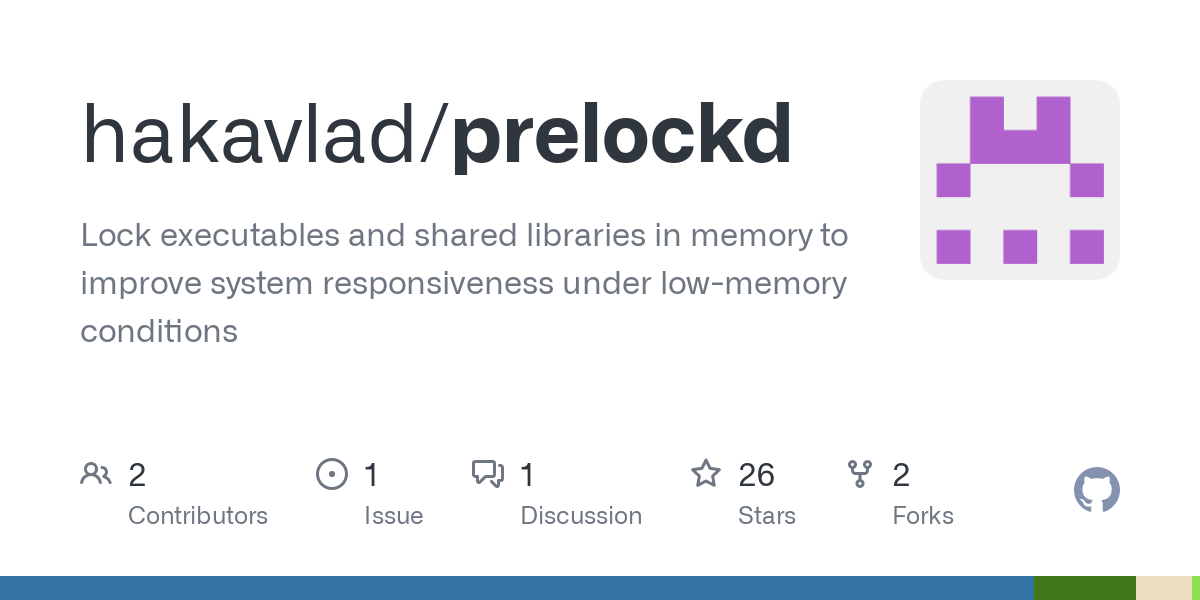 hakavlad/prelockd
Lock executables and shared libraries in memory to
improve system responsiveness under low-memory
conditions
2 1 1 26 2
Contributors Issue Discussion Stars Forks